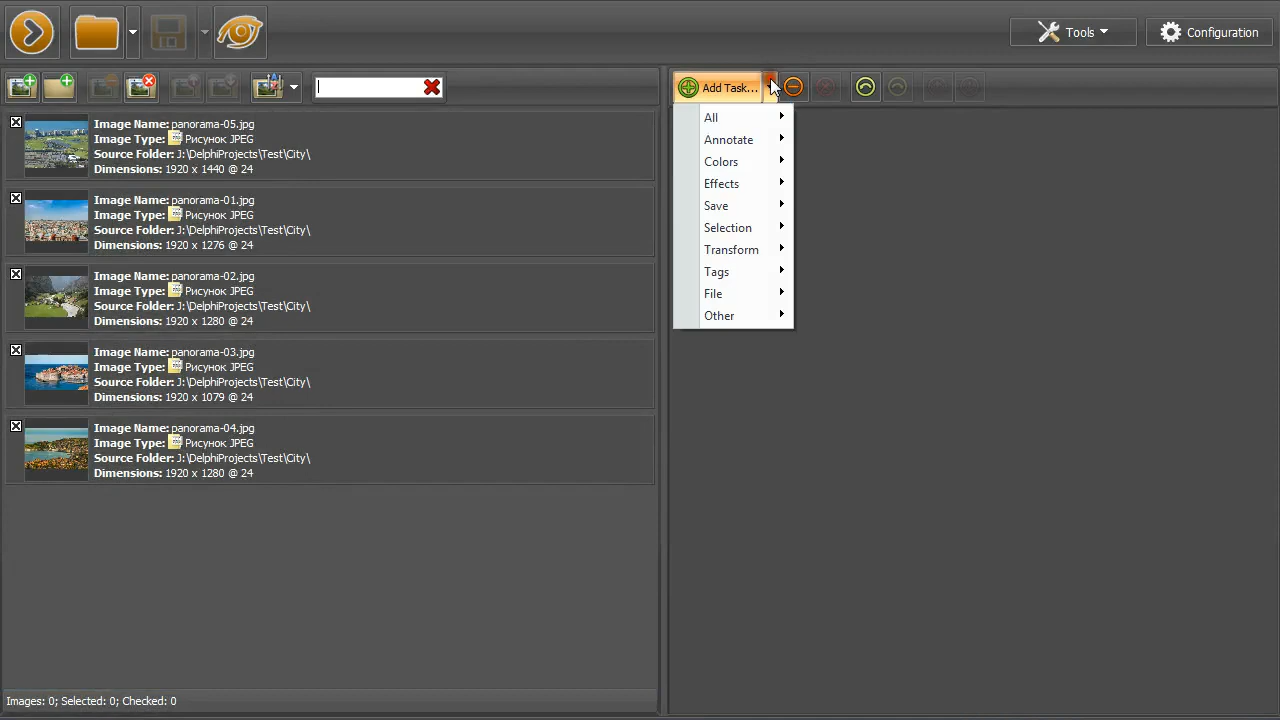 Tools
Configuration
Add Task...
Image Name: panorama-05.jpg
Image Type: Рисунок JPEG
Source Folder: J:\DelphiProjects\Test\City\
Dimensions: 1920 x 1440 @ 24
Image Name: panorama-01.jpg
Image Type: Рисунок JPEG
Source Folder: J:\DelphiProjects\Test\City\
Dimensions: 1920 x 1276 @ 24
Image Name: panorama-02.jpg
Image Type: Рисунок JPEG
Source Folder: J:\DelphiProjects\Test\City\
Dimensions: 1920 x 1280 @ 24
Image Name: panorama-03.jpg
Image Type: Рисунок JPEG
Source Folder: J:\DelphiProjects\Test\City\
Dimensions: 1920 x 1079 @ 24
Image Name: panorama-04.jpg
Image Type: Рисунок JPEG
Source Folder: J:\DelphiProjects\Test\City\
Dimensions: 1920 x 1280 @ 24
All
Annotate
Colors
Effects
Save
Selection
Transform
Tags
File
Other
Images: 0; Selected: 0; Checked: 0